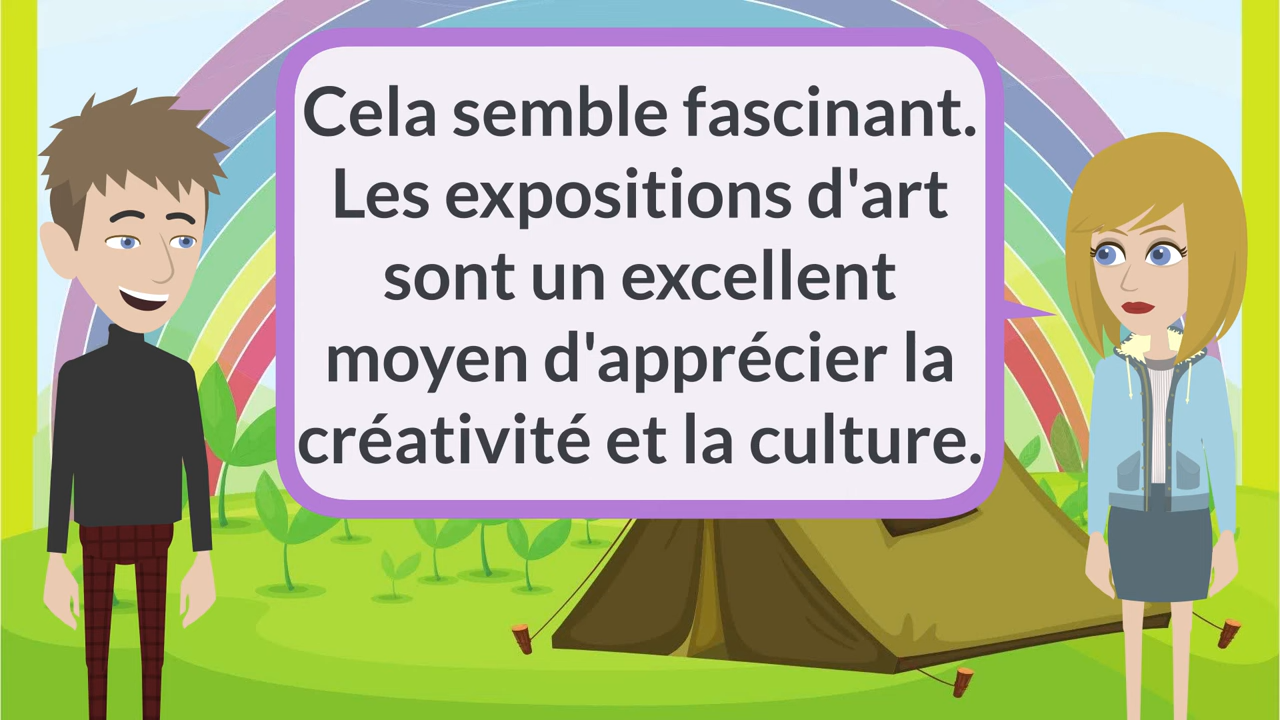 Cela semble fascinant.
Les expositions d'art
sont un excellent
moyen d'apprécier la
créativité et la culture.